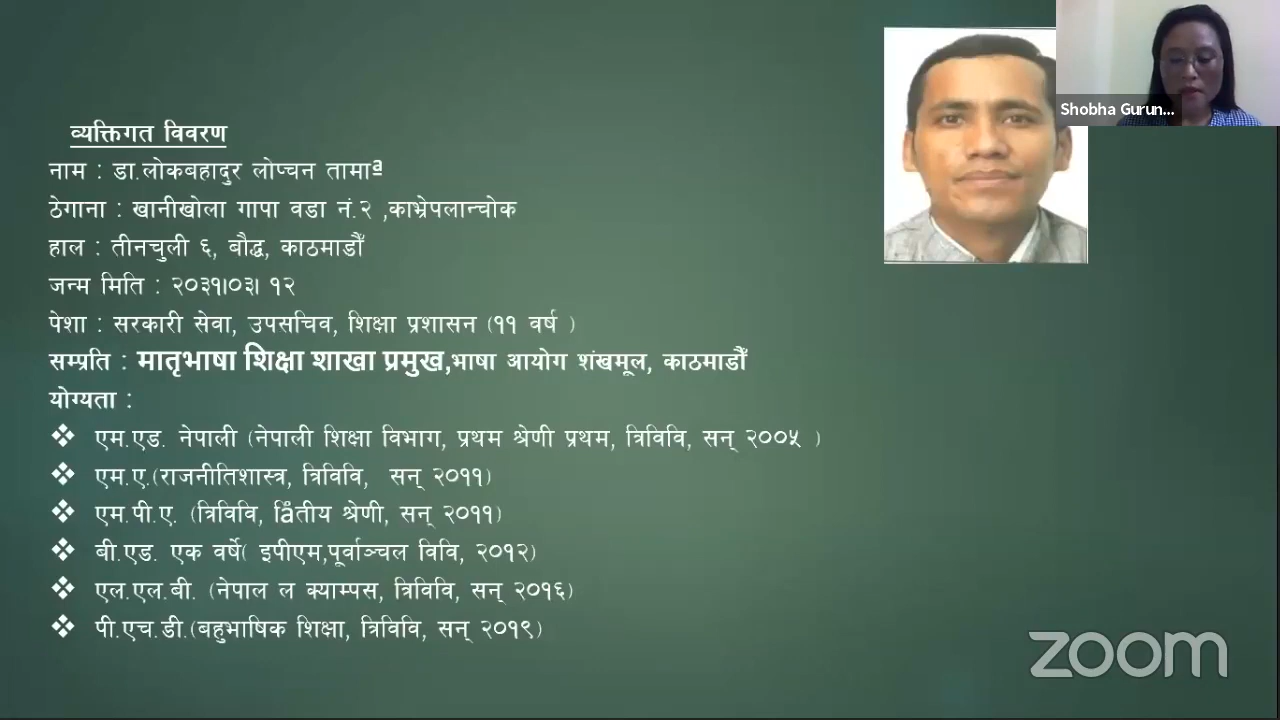 व्यक्तिगत विवरण
नाम : डा.लोकबहादुर लोप्चन तामाª
ठेगाना : खानीखोला गापा वडा नं.२ ,काभ्रेपलान्चोक
हाल : तीनचुली ६, बौद्ध, काठमाडौँ
जन्म मिति : २०३१।०३। १२
पेशा : सरकारी सेवा, उपसचिव, शिक्षा प्रशासन (११ वर्ष )
सम्प्रति : मातृभाषा शिक्षा शाखा प्रमुख,भाषा आयोग शंखमूल, काठमाडौँ
योग्यता :
❖ एम.एड. नेपाली (नेपाली शिक्षा विभाग, प्रथम श्रेणी प्रथम, त्रिविवि, सन् २००५ )
❖ एम.ए.(राजनीतिशास्त्र, त्रिविवि, सन् २०११)
❖ एम.पी.ए. (त्रिविवि, िåतीय श्रेणी, सन् २०११)
❖ बी.एड. एक वर्षे( इपीएम,पूर्वाञ्चल विवि, २०१२)
❖ एल.एल.बी. (नेपाल ल क्याम्पस, त्रिविवि, सन् २०१६)
❖ पी.एच.डी.(बहुभाषिक शिक्षा, त्रिविवि, सन् २०१९)
Shobha Gurun...
zoom